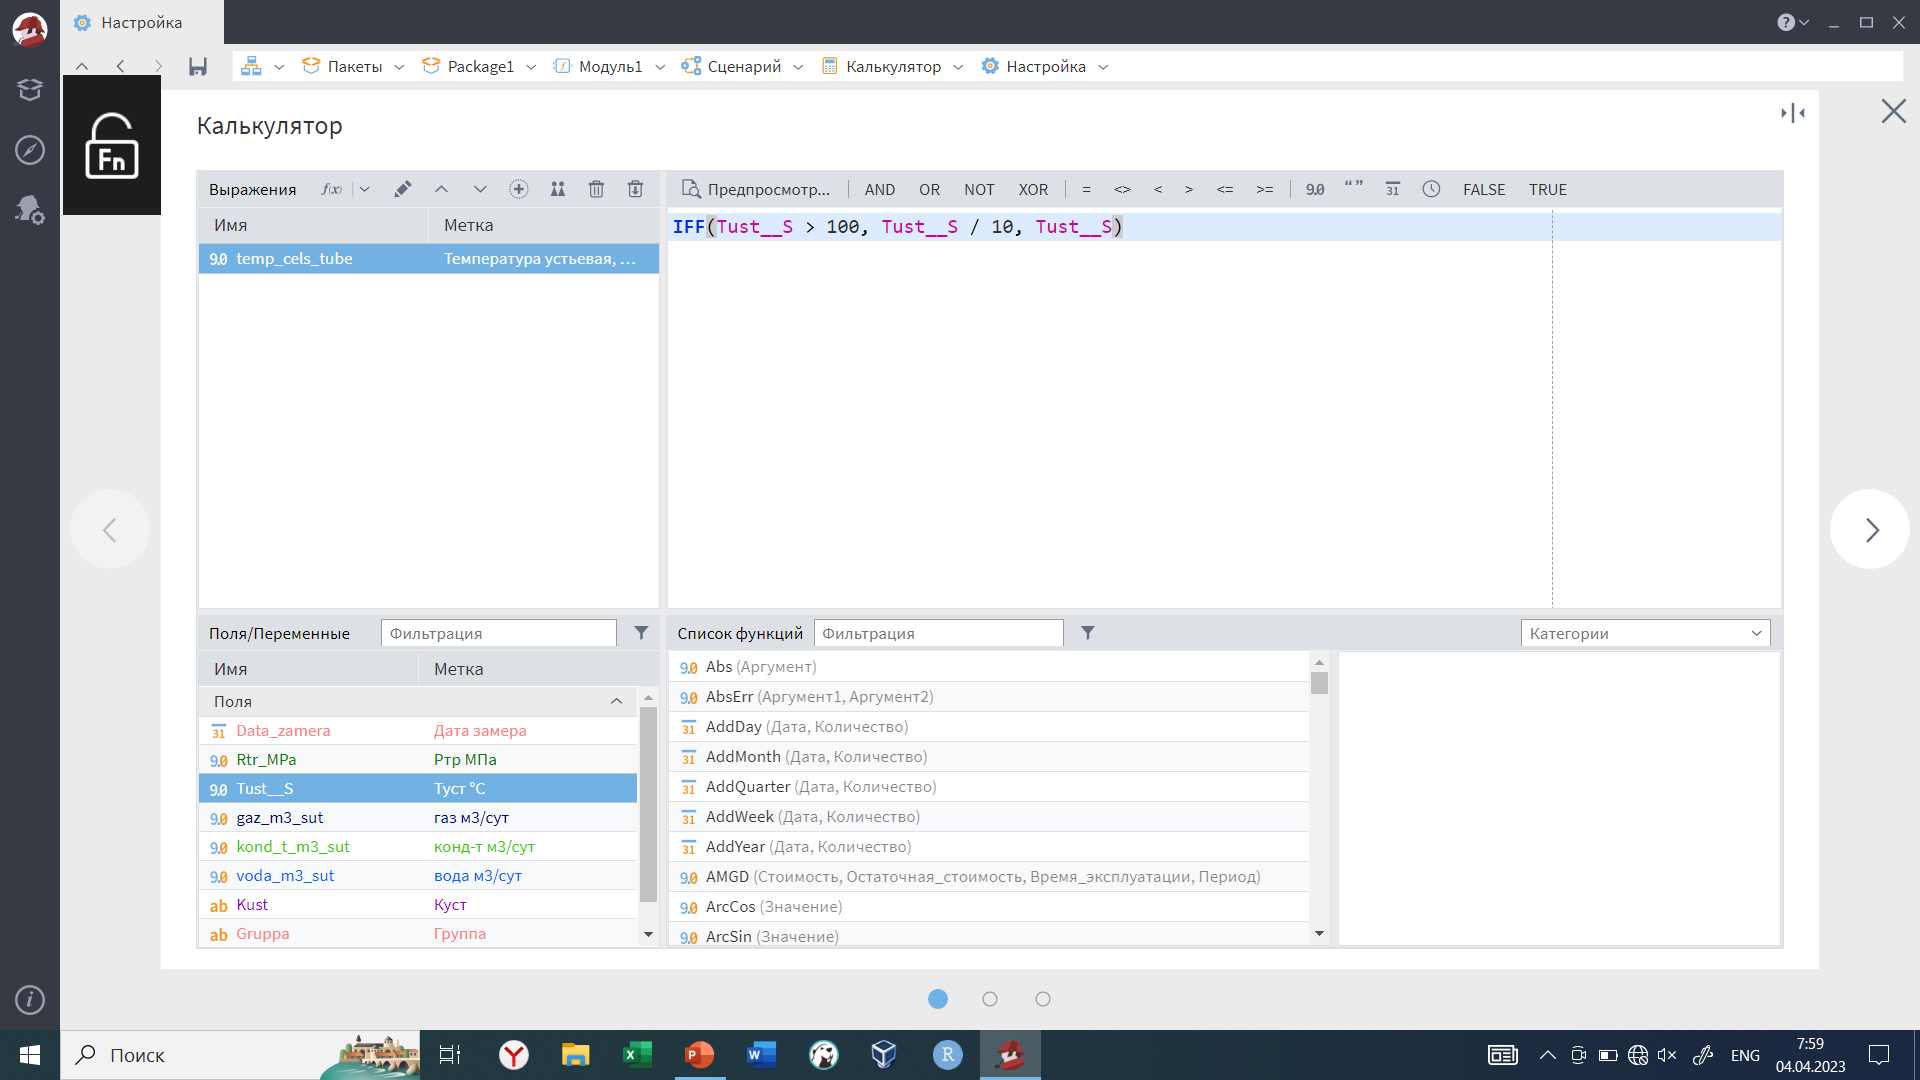 Настройка
Пакеты
Package1
Модуль1
Сценарий
Калькулятор
Настройка
Fn
Калькулятор
Выражения f(x)
Предпросмотр... AND OR NOT XOR = <> < > <= >= 9.0 “ ” 31 FALSE TRUE
Имя Метка
9.0 temp_cels_tube Температура устьевая, ...
IFF(Tust__S > 100, Tust__S / 10, Tust__S)
Поля/Переменные Фильтрация
Имя Метка
Поля
31 Data_zamera Дата замера
9.0 Rtr_MPa Ртр МПа
9.0 Tust__S Туст °C
9.0 gaz_m3_sut газ м3/сут
9.0 kond_t_m3_sut конд-т м3/сут
9.0 voda_m3_sut вода м3/сут
ab Kust Куст
ab Gruppa Группа
Список функций Фильтрация Категории
9.0 Abs (Аргумент)
9.0 AbsErr (Аргумент1, Аргумент2)
31 AddDay (Дата, Количество)
31 AddMonth (Дата, Количество)
31 AddQuarter (Дата, Количество)
31 AddWeek (Дата, Количество)
31 AddYear (Дата, Количество)
9.0 AMGD (Стоимость, Остаточная_стоимость, Время_эксплуатации, Период)
9.0 ArcCos (Значение)
9.0 ArcSin (Значение)
Поиск
ENG
7:59
04.04.2023